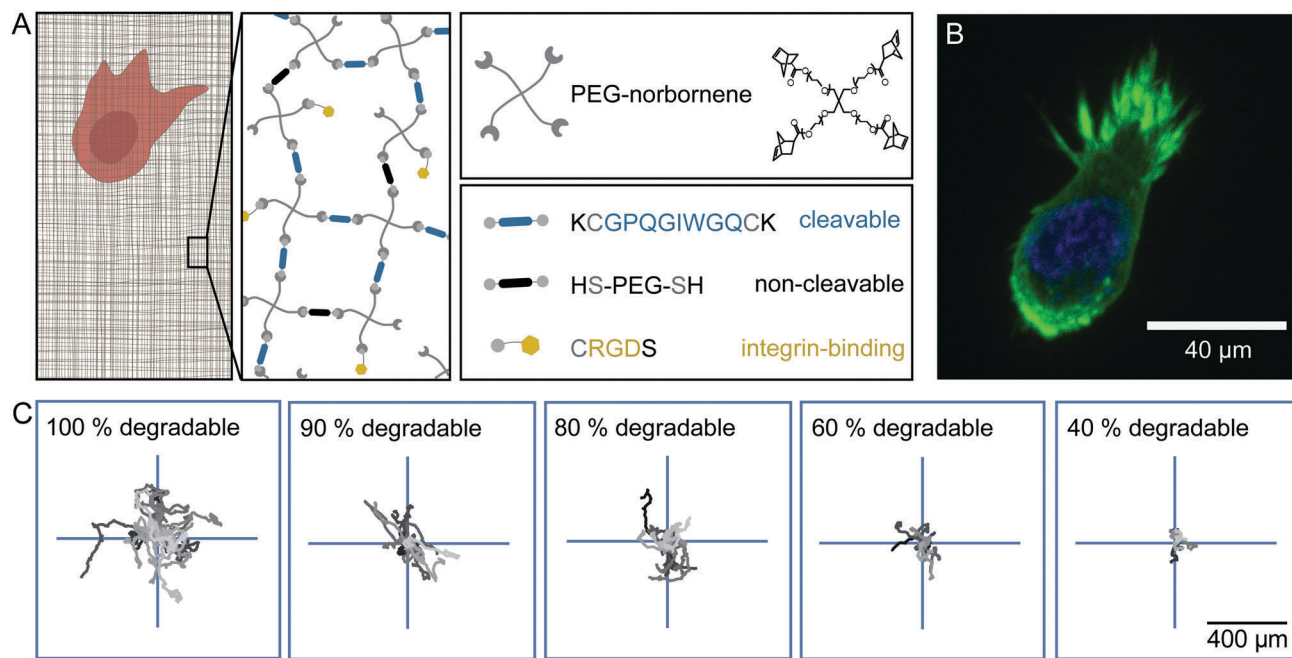 A
PEG-norbornene
O
O
O
O
O
O
O
O
O
O
O
O
KCGPQGIWGQCK cleavable
HS-PEG-SH non-cleavable
CRGDS integrin-binding
B
40 µm
C
100 % degradable
90 % degradable
80 % degradable
60 % degradable
40 % degradable
400 µm